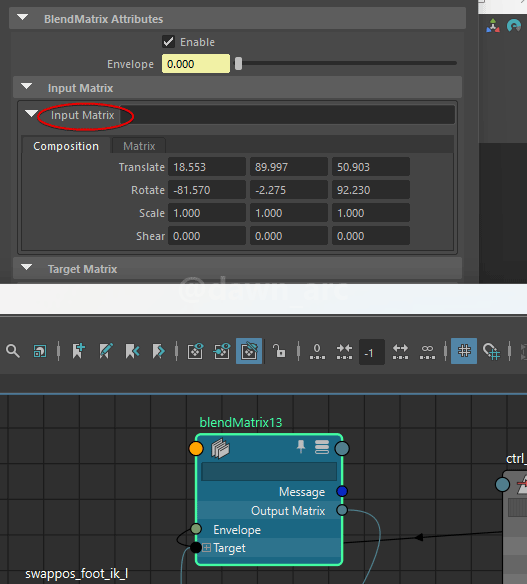 BlendMatrix Attributes
Enable
Envelope 0.000
Input Matrix
Input Matrix
Composition Matrix
Translate 18.553 89.997 50.903
Rotate -81.570 -2.275 92.230
Scale 1.000 1.000 1.000
Shear 0.000 0.000 0.000
Target Matrix
@dawn_arc
0 -1 ∞
blendMatrix13
ctrl_
Message
Output Matrix
Envelope
Target
swappos_foot_ik_l